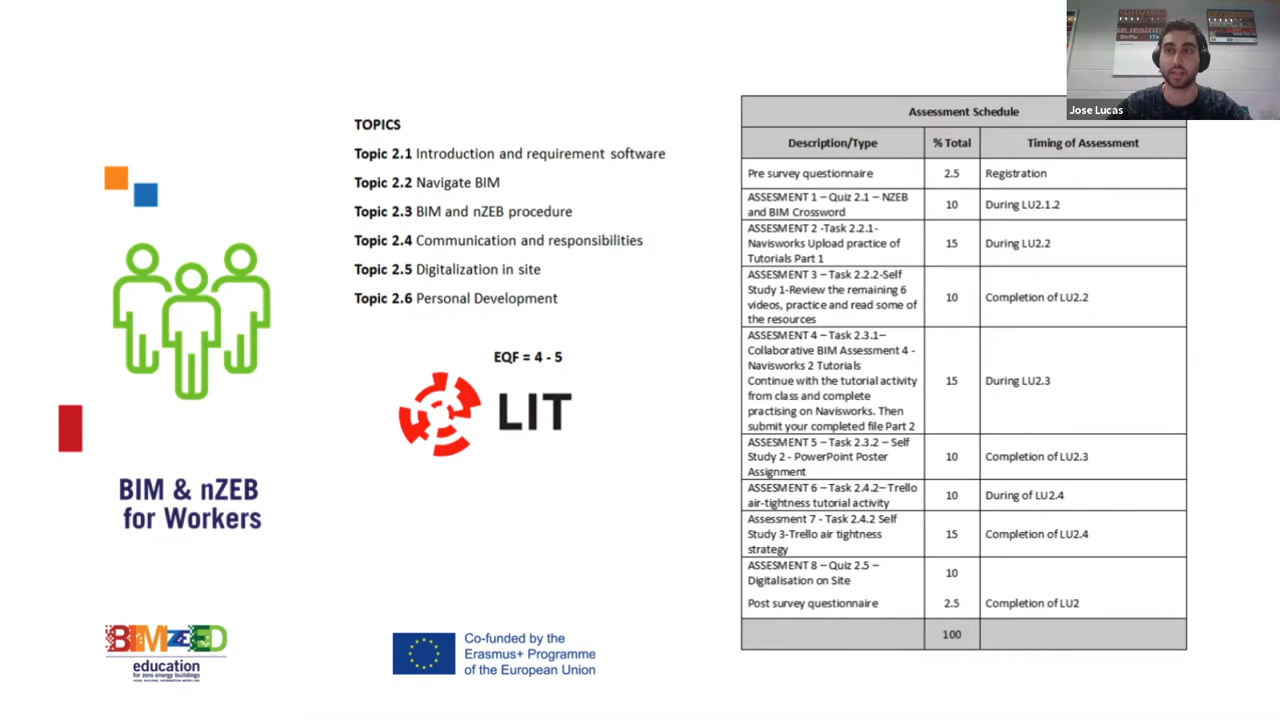 Jose Lucas
TOPICS
Topic 2.1 Introduction and requirement software
Topic 2.2 Navigate BIM
Topic 2.3 BIM and nZEB procedure
Topic 2.4 Communication and responsibilities
Topic 2.5 Digitalization in site
Topic 2.6 Personal Development
EQF = 4 - 5
LIT
BIM & nZEB
for Workers
BIMzeED
education
for zero energy buildings
Co-funded by the
Erasmus+ Programme
of the European Union
Assessment Schedule
Description/Type % Total Timing of Assessment
Pre survey questionnaire 2.5 Registration
ASSESMENT 1 – Quiz 2.1 – NZEB
and BIM Crossword
10 During LU2.1.2
ASSESMENT 2 -Task 2.2.1-
Navisworks Upload practice of
Tutorials Part 1
15 During LU2.2
ASSESMENT 3 – Task 2.2.2-Self
Study 1-Review the remaining 6
videos, practice and read some of
the resources
10 Completion of LU2.2
ASSESMENT 4 – Task 2.3.1–
Collaborative BIM Assessment 4 -
Navisworks 2 Tutorials
Continue with the tutorial activity
from class and complete
practising on Navisworks. Then
submit your completed file Part 2
15 During LU2.3
ASSESMENT 5 – Task 2.3.2 – Self
Study 2 - PowerPoint Poster
Assignment
10 Completion of LU2.3
ASSESMENT 6 – Task 2.4.2– Trello
air-tightness tutorial activity
10 During of LU2.4
Assessment 7 - Task 2.4.2 Self
Study 3-Trello air tightness
strategy
15 Completion of LU2.4
ASSESMENT 8 – Quiz 2.5 –
Digitalisation on Site
10
Post survey questionnaire 2.5 Completion of LU2
100